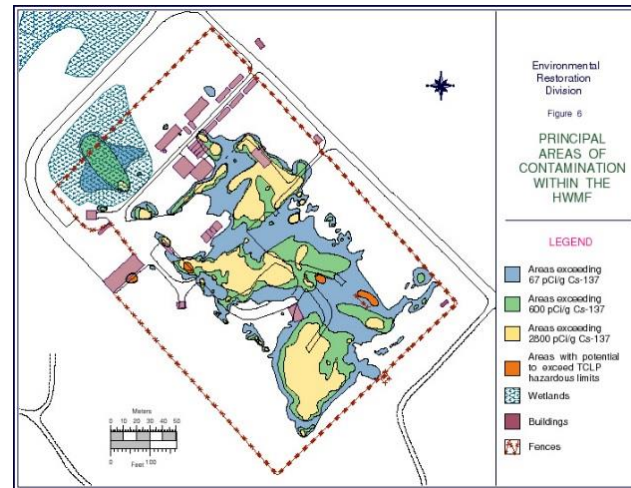 Environmental
Restoration
Division
Figure 6
PRINCIPAL
AREAS OF
CONTAMINATION
WITHIN THE
HWMF
LEGEND
Areas exceeding
67 pCi/g Cs-137
Areas exceeding
600 pCi/g Cs-137
Areas exceeding
2800 pCi/g Cs-137
Areas with potential
to exceed TCLP
hazardous limits
Wetlands
Buildings
Fences
Meters
0 10 20 30 40 50
0 100
Feet